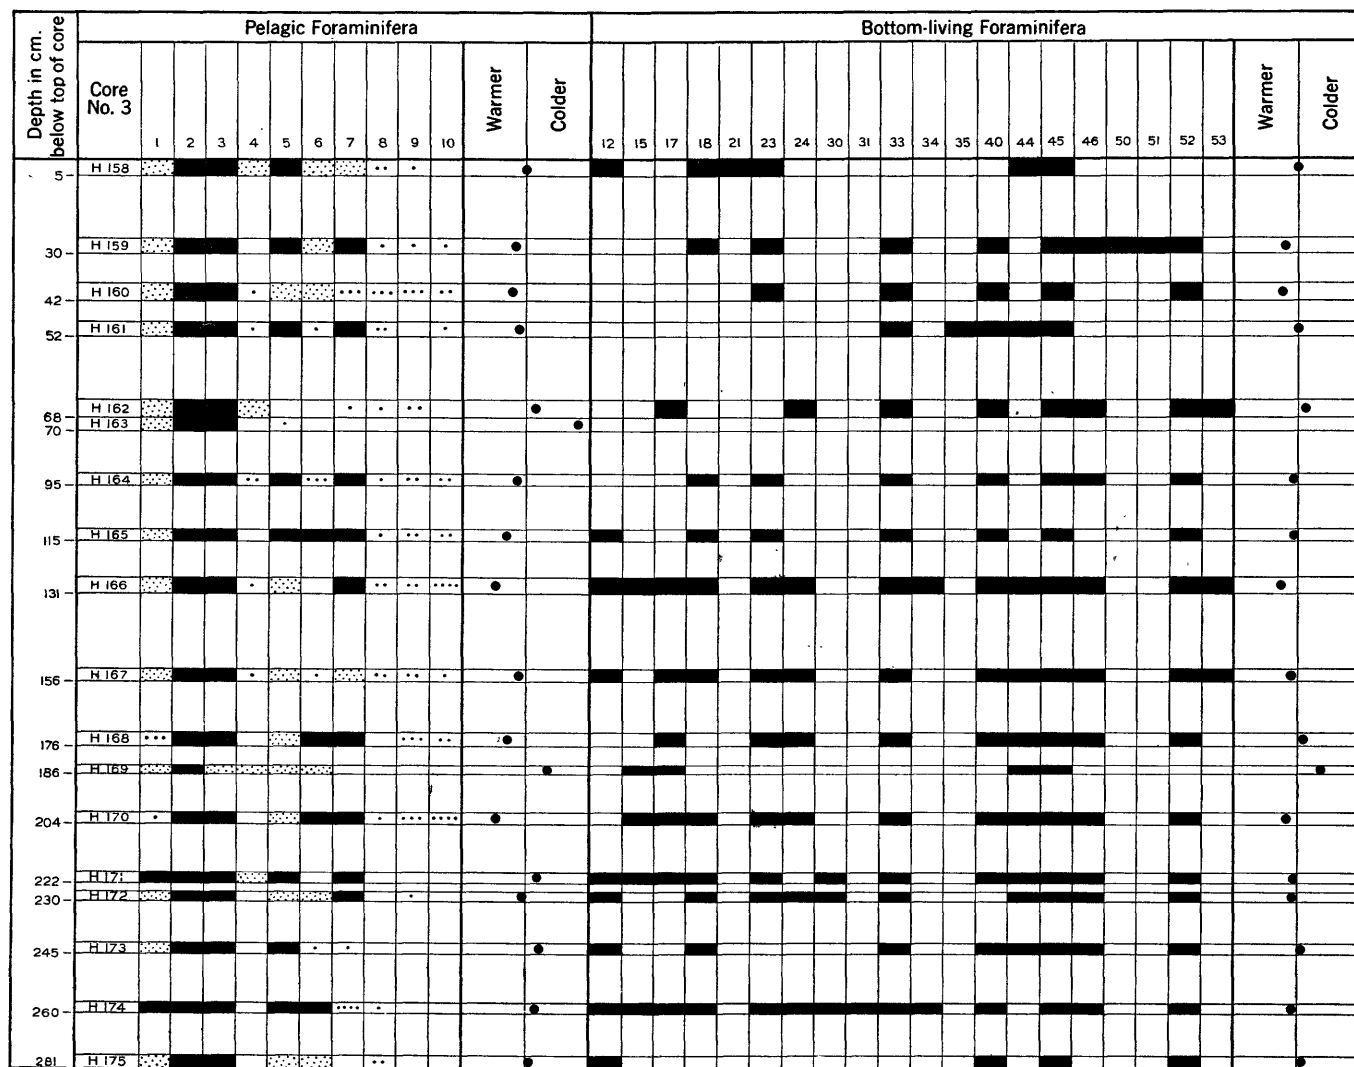 Depth in cm. below top of core
Pelagic Foraminifera
Bottom-living Foraminifera
Core No. 3
1 2 3 4 5 6 7 8 9 10
Warmer
Colder
12 15 17 18 21 23 24 30 31 33 34 35 40 44 45 46 50 51 52 53
Warmer
Colder
H 158
5
H 159
30
H 160
42
H 161
52
H 162
68
H 163
70
H 164
95
H 165
115
H 166
131
H 167
156
H 168
176
H 169
186
H 170
204
H 171
222
H 172
230
H 173
245
H 174
260
H 175
281